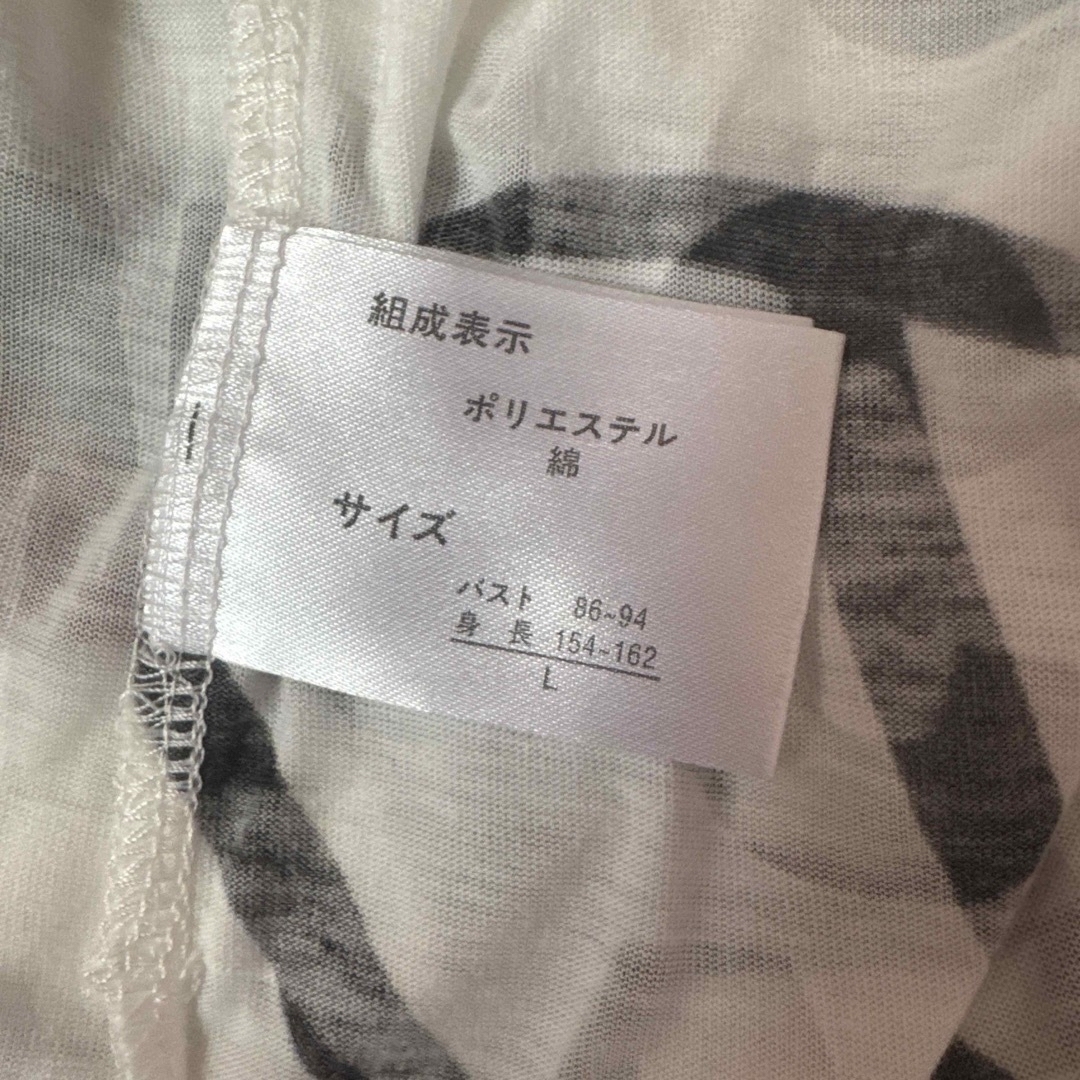 組成表示
ポリエステル
綿
サイズ
バスト 86~94
身長 154~162
L